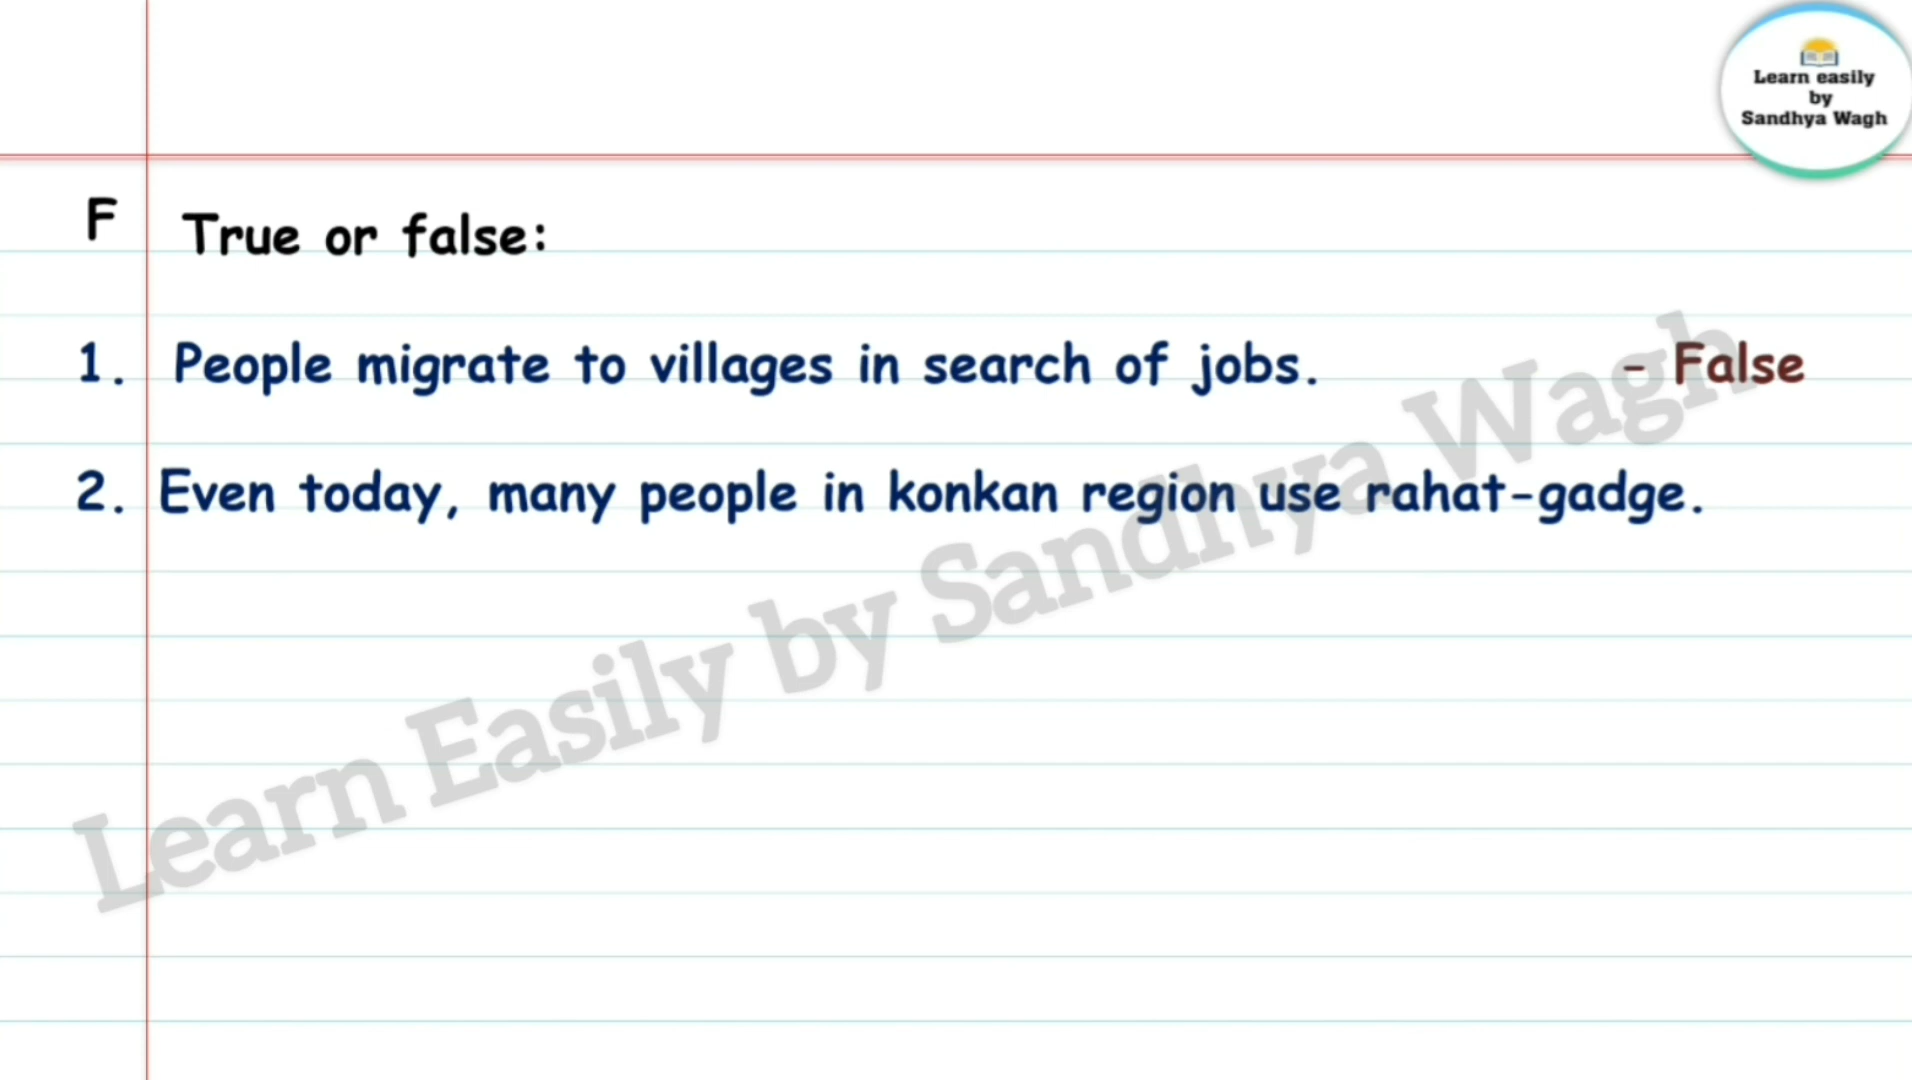 Learn easily
by
Sandhya Wagh
F True or false:
1. People migrate to villages in search of jobs. - False
2. Even today, many people in konkan region use rahat-gadge.
Learn Easily by Sandhya Wagh